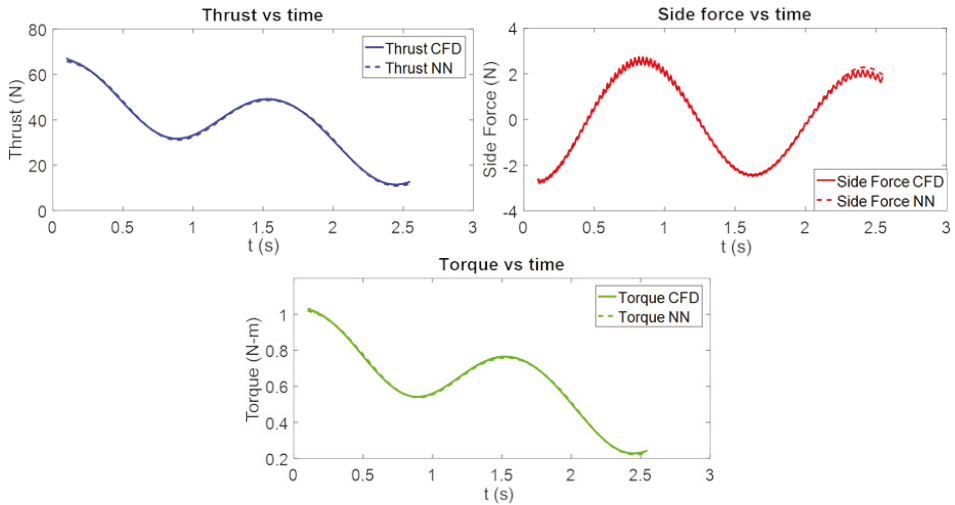 Thrust vs time
80
60
40
20
0
Thrust (N)
Thrust CFD
Thrust NN
0 0.5 1 1.5 2 2.5 3
t (s)
Side force vs time
4
2
0
-2
-4
Side Force (N)
Side Force CFD
Side Force NN
0 0.5 1 1.5 2 2.5 3
t (s)
Torque vs time
1
0.8
0.6
0.4
0.2
Torque (N-m)
Torque CFD
Torque NN
0 0.5 1 1.5 2 2.5 3
t (s)